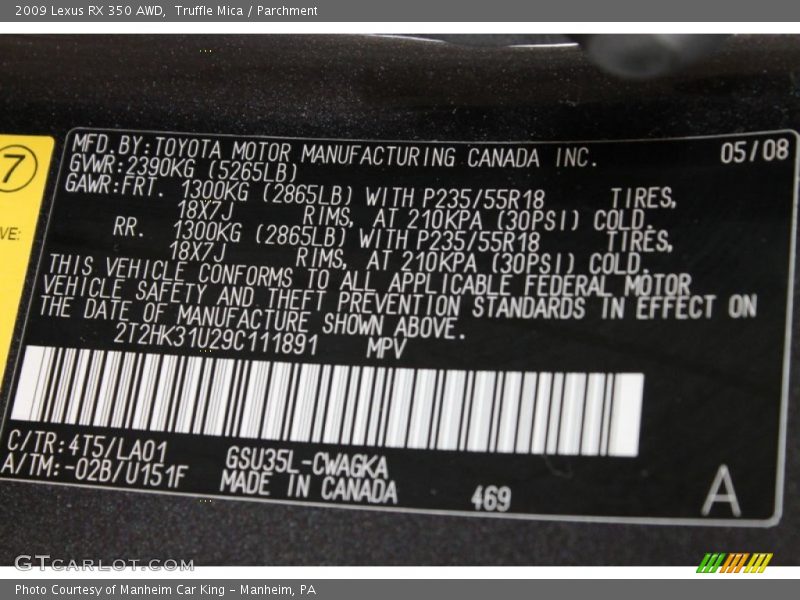 2009 Lexus RX 350 AWD, Truffle Mica / Parchment
MFD.BY:TOYOTA MOTOR MANUFACTURING CANADA INC. 05/08
GVWR:2390KG (5265LB)
GAWR:FRT. 1300KG (2865LB) WITH P235/55R18 TIRES,
18X7J RIMS, AT 210KPA (30PSI) COLD.
RR. 1300KG (2865LB) WITH P235/55R18 TIRES,
18X7J RIMS, AT 210KPA (30PSI) COLD.
THIS VEHICLE CONFORMS TO ALL APPLICABLE FEDERAL MOTOR
VEHICLE SAFETY AND THEFT PREVENTION STANDARDS IN EFFECT ON
THE DATE OF MANUFACTURE SHOWN ABOVE.
2T2HK31U29C111891 MPV
C/TR:4T5/LA01 GSU35L-CWAGKA
A/TM:-02B/U151F MADE IN CANADA 469 A
7
VE:
GTCarlot.com
Photo Courtesy of Manheim Car King - Manheim, PA